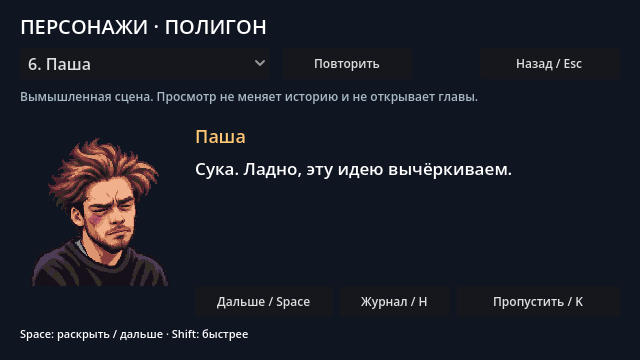 ПЕРСОНАЖИ · ПОЛИГОН
6. Паша
Повторить
Назад / Esc
Вымышленная сцена. Просмотр не меняет историю и не открывает главы.
Паша
Сука. Ладно, эту идею вычёркиваем.
Дальше / Space
Журнал / H
Пропустить / K
Space: раскрыть / дальше · Shift: быстрее